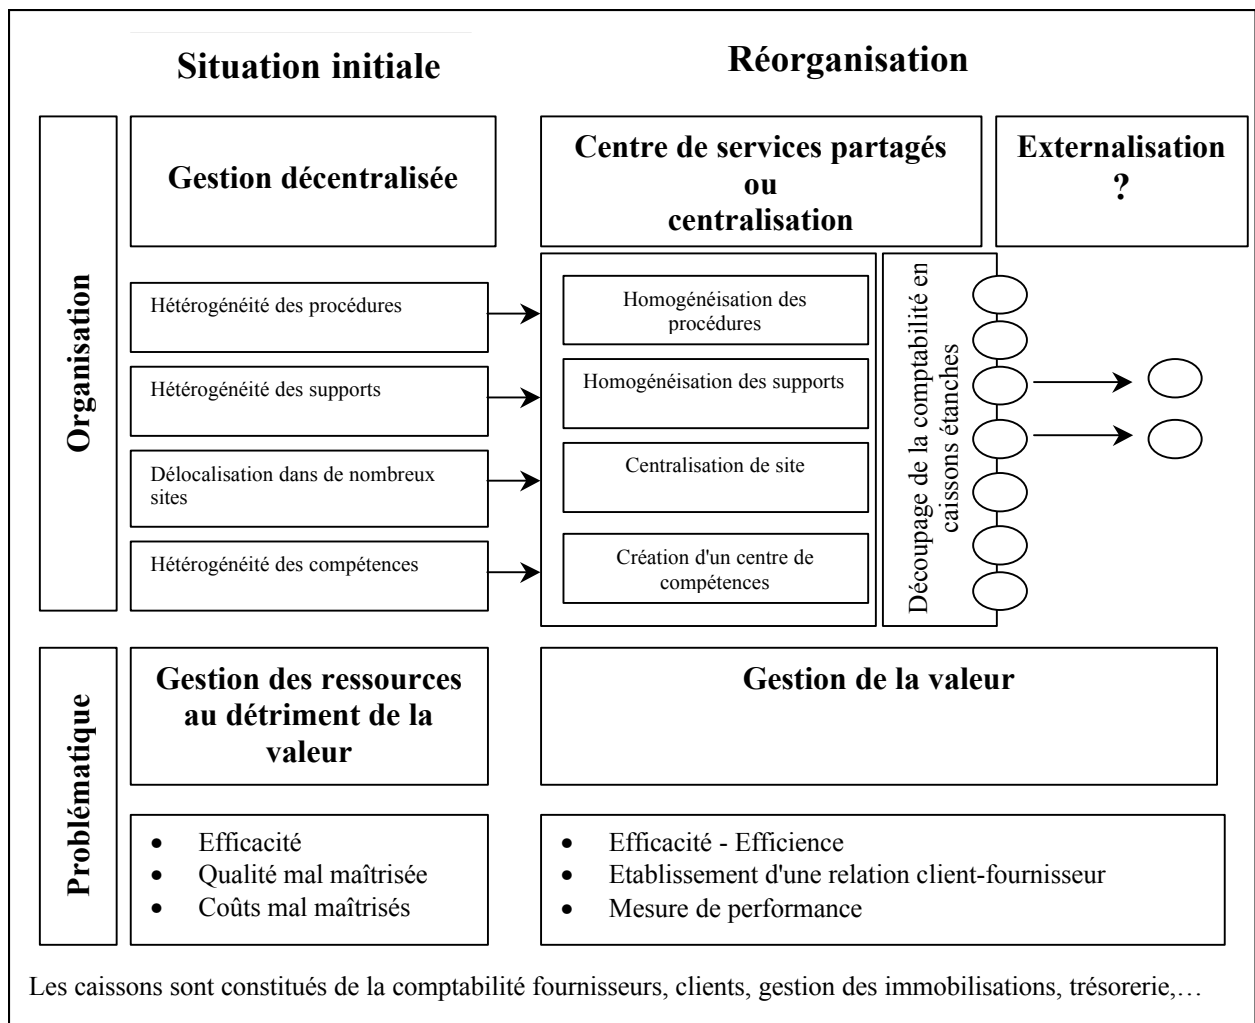 Situation initiale
Réorganisation
Organisation
Gestion décentralisée
Centre de services partagés
ou
centralisation
Externalisation
?
Hétérogénéité des procédures
Homogénéisation des
procédures
Hétérogénéité des supports
Homogénéisation des supports
Délocalisation dans de nombreux
sites
Centralisation de site
Hétérogénéité des compétences
Création d'un centre de
compétences
Découpage de la comptabilité en
caissons étanches
Problématique
Gestion des ressources
au détriment de la
valeur
Gestion de la valeur
• Efficacité
• Qualité mal maîtrisée
• Coûts mal maîtrisés
• Efficacité - Efficience
• Etablissement d'une relation client-fournisseur
• Mesure de performance
Les caissons sont constitués de la comptabilité fournisseurs, clients, gestion des immobilisations, trésorerie,…